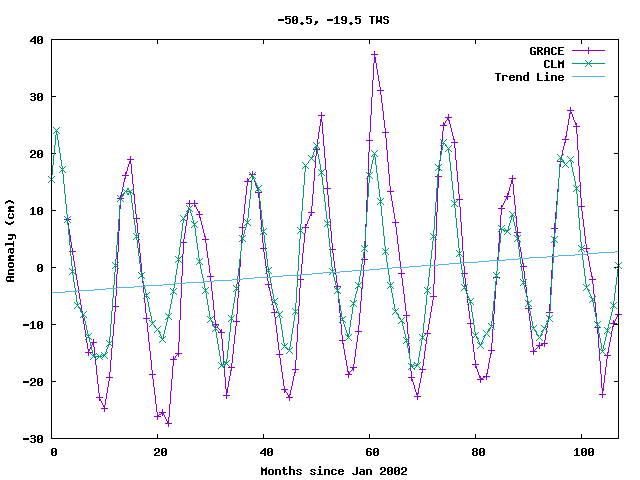 -50.5, -19.5 TWS
GRACE
CLM
Trend Line
40
30
20
10
0
-10
-20
-30
Anomaly (cm)
0 20 40 60 80 100
Months since Jan 2002